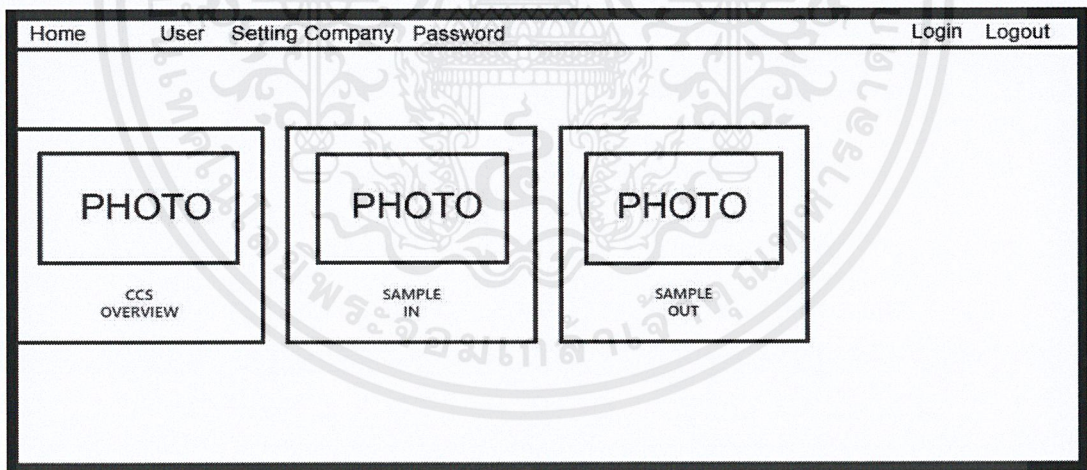 Home User Setting Company Password Login Logout
PHOTO PHOTO PHOTO
CCS SAMPLE SAMPLE
OVERVIEW IN OUT